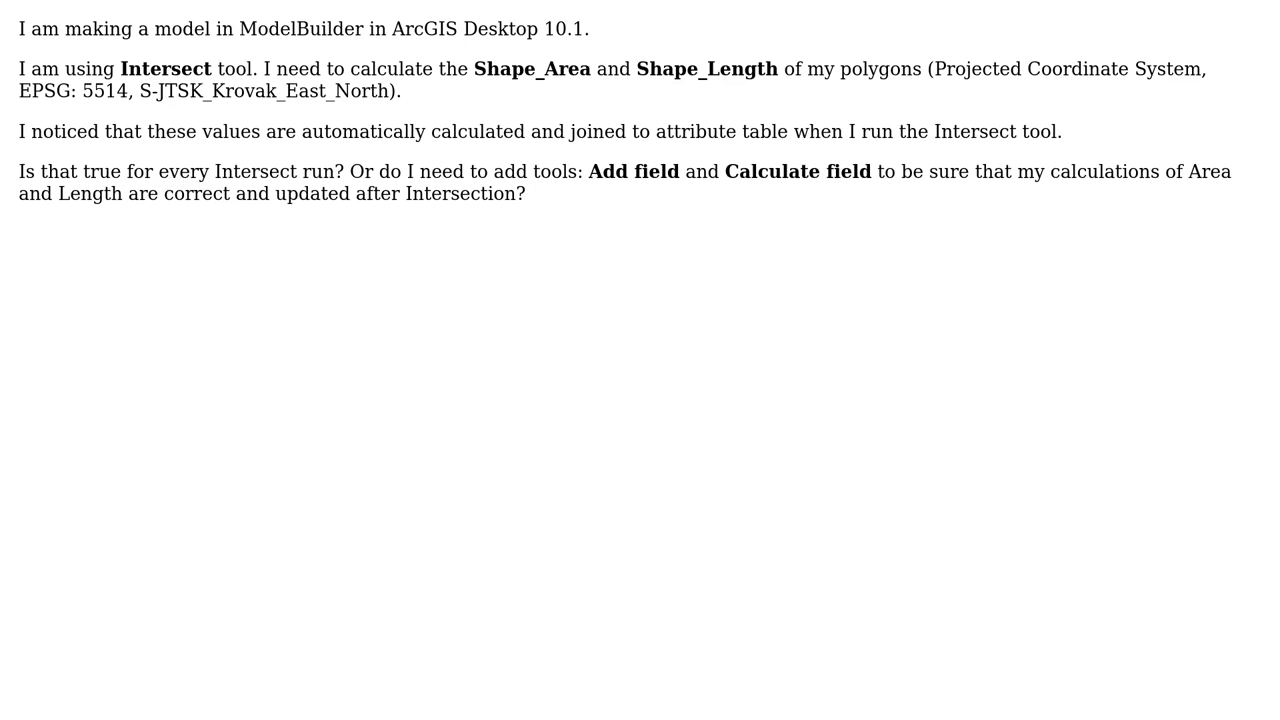 I am making a model in ModelBuilder in ArcGIS Desktop 10.1.
I am using Intersect tool. I need to calculate the Shape_Area and Shape_Length of my polygons (Projected Coordinate System,
EPSG: 5514, S-JTSK_Krovak_East_North).
I noticed that these values are automatically calculated and joined to attribute table when I run the Intersect tool.
Is that true for every Intersect run? Or do I need to add tools: Add field and Calculate field to be sure that my calculations of Area
and Length are correct and updated after Intersection?